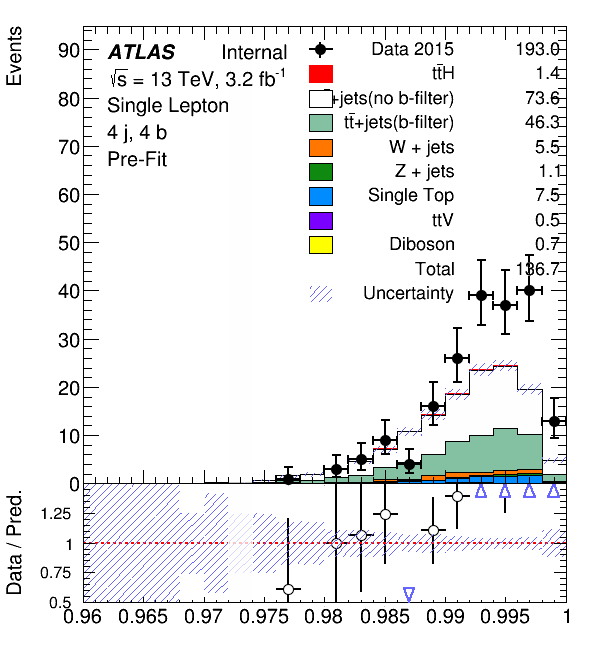 Events
90
80
70
60
50
40
30
20
10
0
ATLAS Internal
√s = 13 TeV, 3.2 fb⁻¹
Single Lepton
4 j, 4 b
Pre-Fit
Data 2015 193.0
tt̄H 1.4
+jets(no b-filter) 73.6
tt̄+jets(b-filter) 46.3
W + jets 5.5
Z + jets 1.1
Single Top 7.5
ttV 0.5
Diboson 0.7
Total 136.7
Uncertainty
Data / Pred.
1.25
1
0.75
0.5
0.96 0.965 0.97 0.975 0.98 0.985 0.99 0.995 1